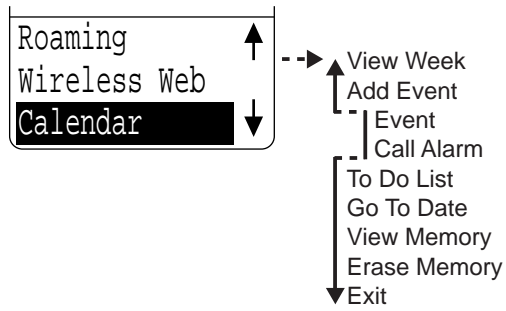 Roaming
Wireless Web
Calendar
View Week
Add Event
Event
Call Alarm
To Do List
Go To Date
View Memory
Erase Memory
Exit